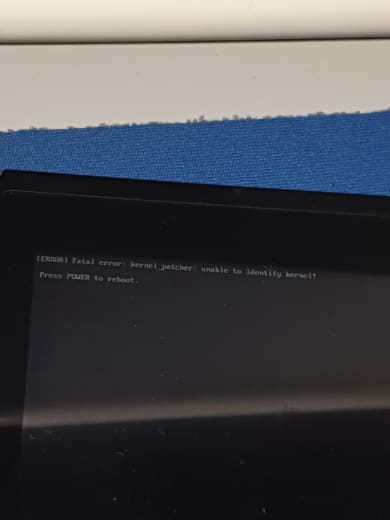 [ERROR] Fatal error: kernel_patcher: unable to identify kernel!
Press POWER to reboot.